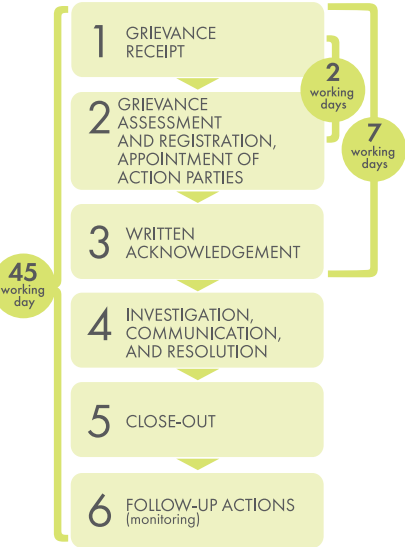 1 GRIEVANCE
RECEIPT
2
working
days
2 GRIEVANCE
ASSESSMENT
AND REGISTRATION,
APPOINTMENT OF
ACTION PARTIES
7
working
days
3 WRITTEN
ACKNOWLEDGEMENT
45
working
day
4 INVESTIGATION,
COMMUNICATION,
AND RESOLUTION
5 CLOSE-OUT
6 FOLLOW-UP ACTIONS
(monitoring)